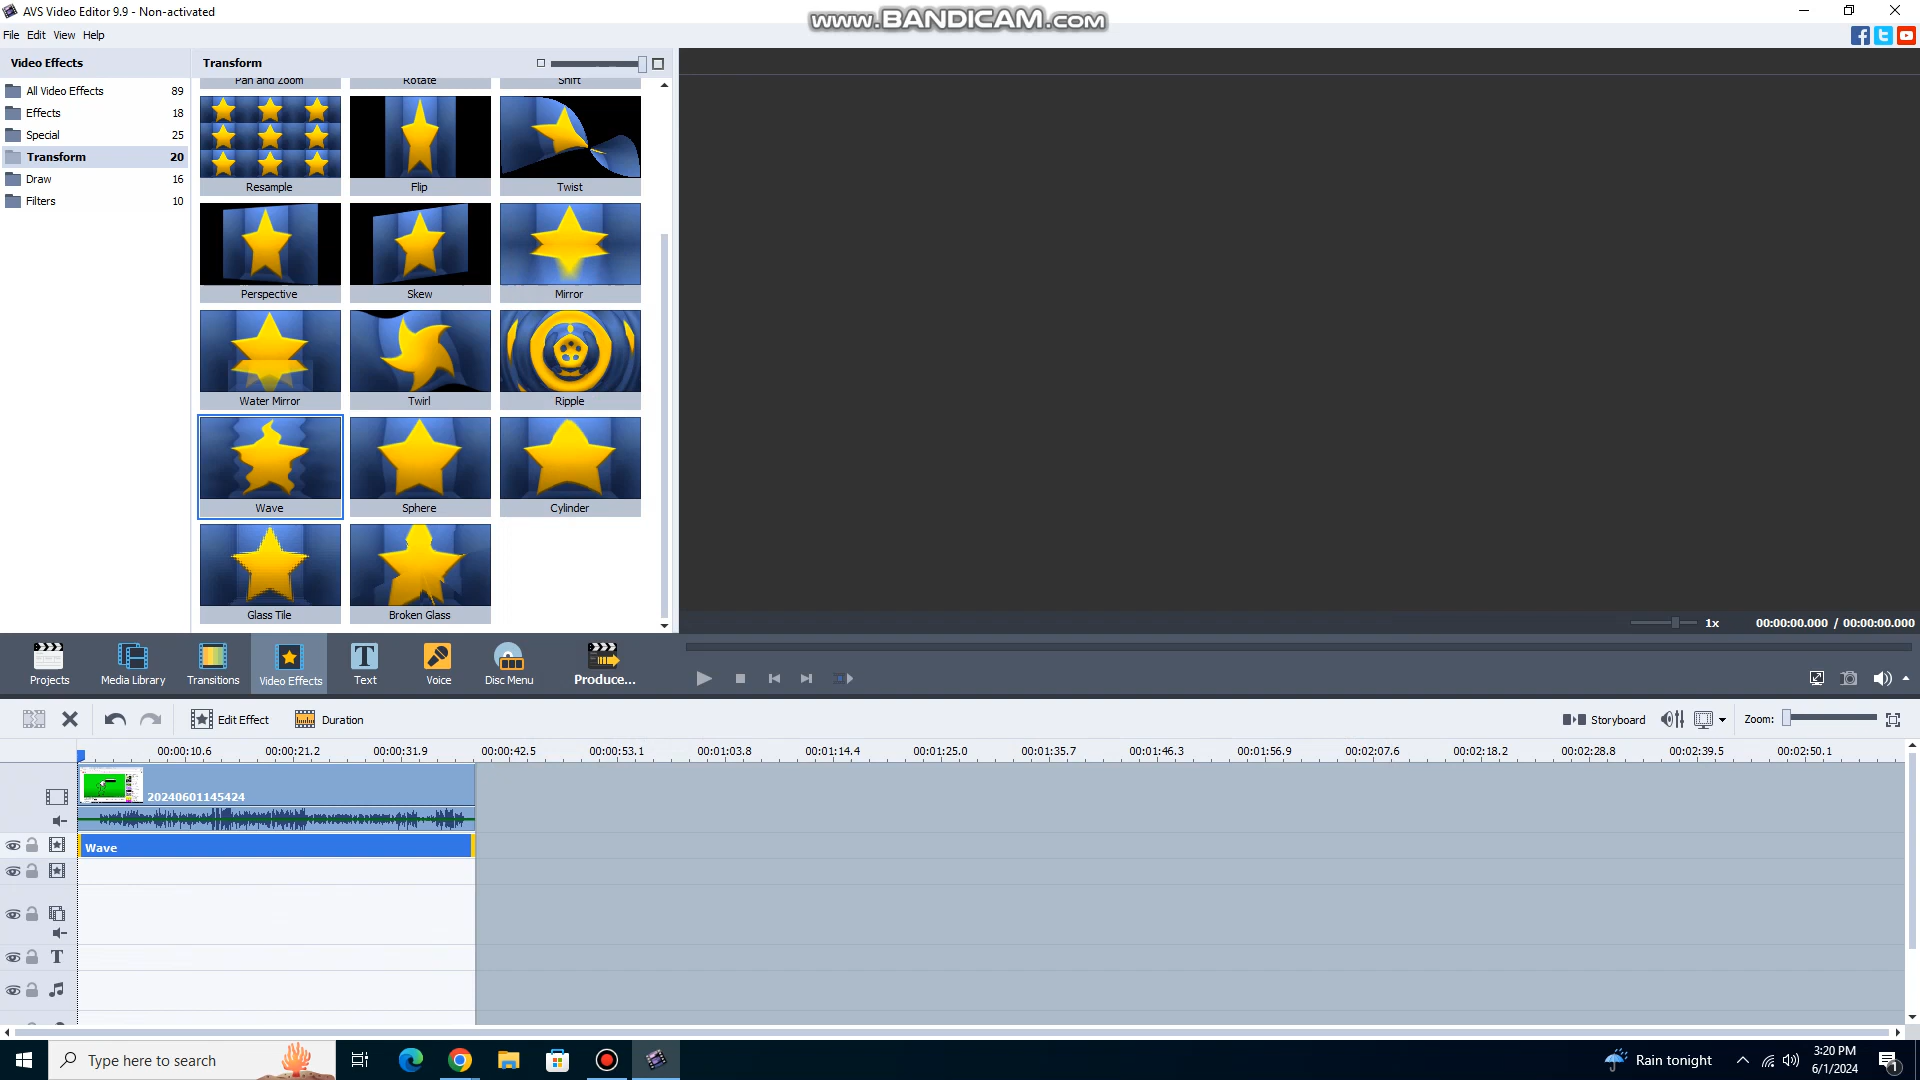 AVS Video Editor 9.9 - Non-activated
www.BANDICAM.com
File Edit View Help
Video Effects
Transform
All Video Effects 89
Effects 18
Special 25
Transform 20
Draw 16
Filters 10
Pan and Zoom Rotate Shift
Resample Flip Twist
Perspective Skew Mirror
Water Mirror Twirl Ripple
Wave Sphere Cylinder
Glass Tile Broken Glass
1x 00:00:00.000 / 00:00:00.000
Projects Media Library Transitions Video Effects Text Voice Disc Menu Produce...
Edit Effect Duration Storyboard Zoom:
00:00:10.6 00:00:21.2 00:00:31.9 00:00:42.5 00:00:53.1 00:01:03.8 00:01:14.4 00:01:25.0 00:01:35.7 00:01:46.3 00:01:56.9 00:02:07.6 00:02:18.2 00:02:28.8 00:02:39.5 00:02:50.1
20240601145424
Wave
Type here to search
Rain tonight
3:20 PM
6/1/2024
1